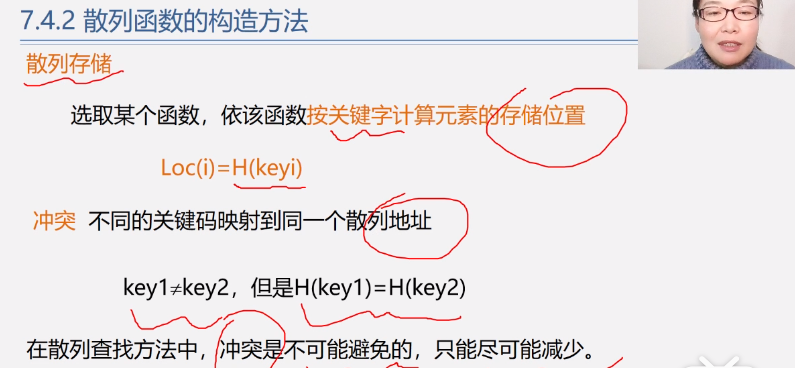 7.4.2 散列函数的构造方法
散列存储
选取某个函数，依该函数按关键字计算元素的存储位置
Loc(i)=H(keyi)
冲突 不同的关键码映射到同一个散列地址
key1≠key2，但是H(key1)=H(key2)
在散列查找方法中，冲突是不可能避免的，只能尽可能减少。